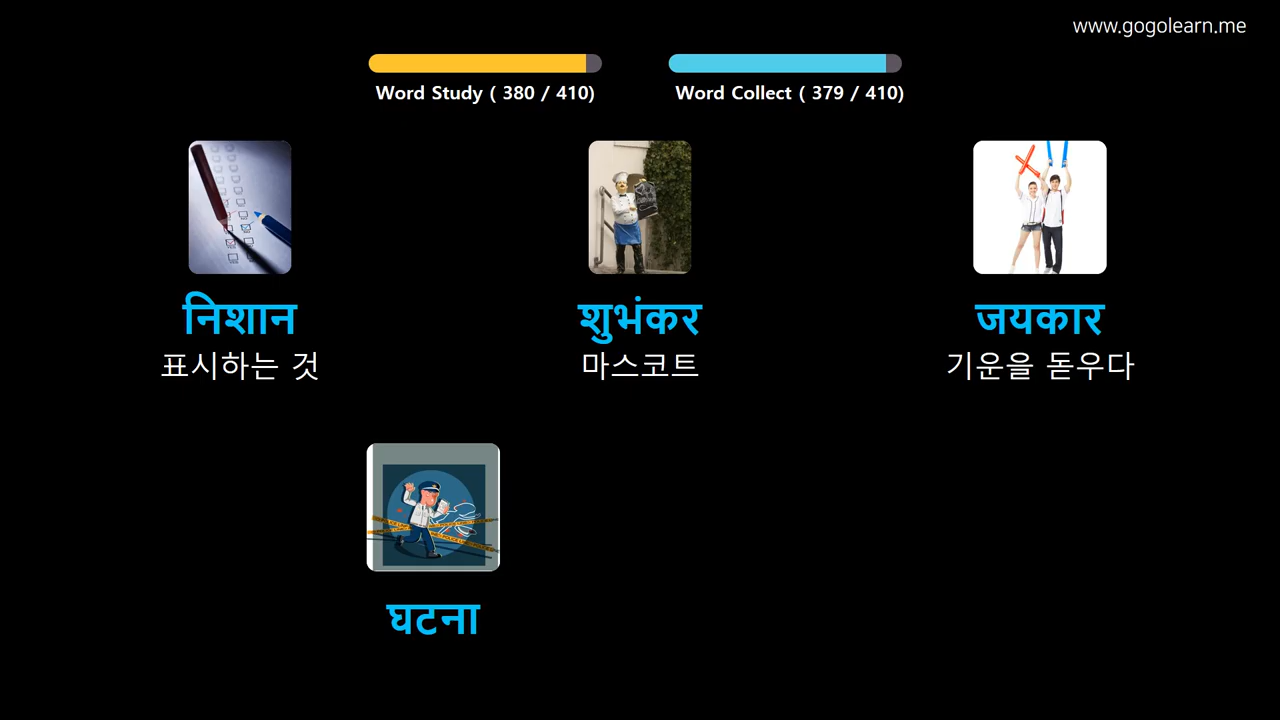 www.gogolearn.me
Word Study ( 380 / 410)
Word Collect ( 379 / 410)
निशान
표시하는 것
शुभंकर
마스코트
जयकार
기운을 돋우다
घटना